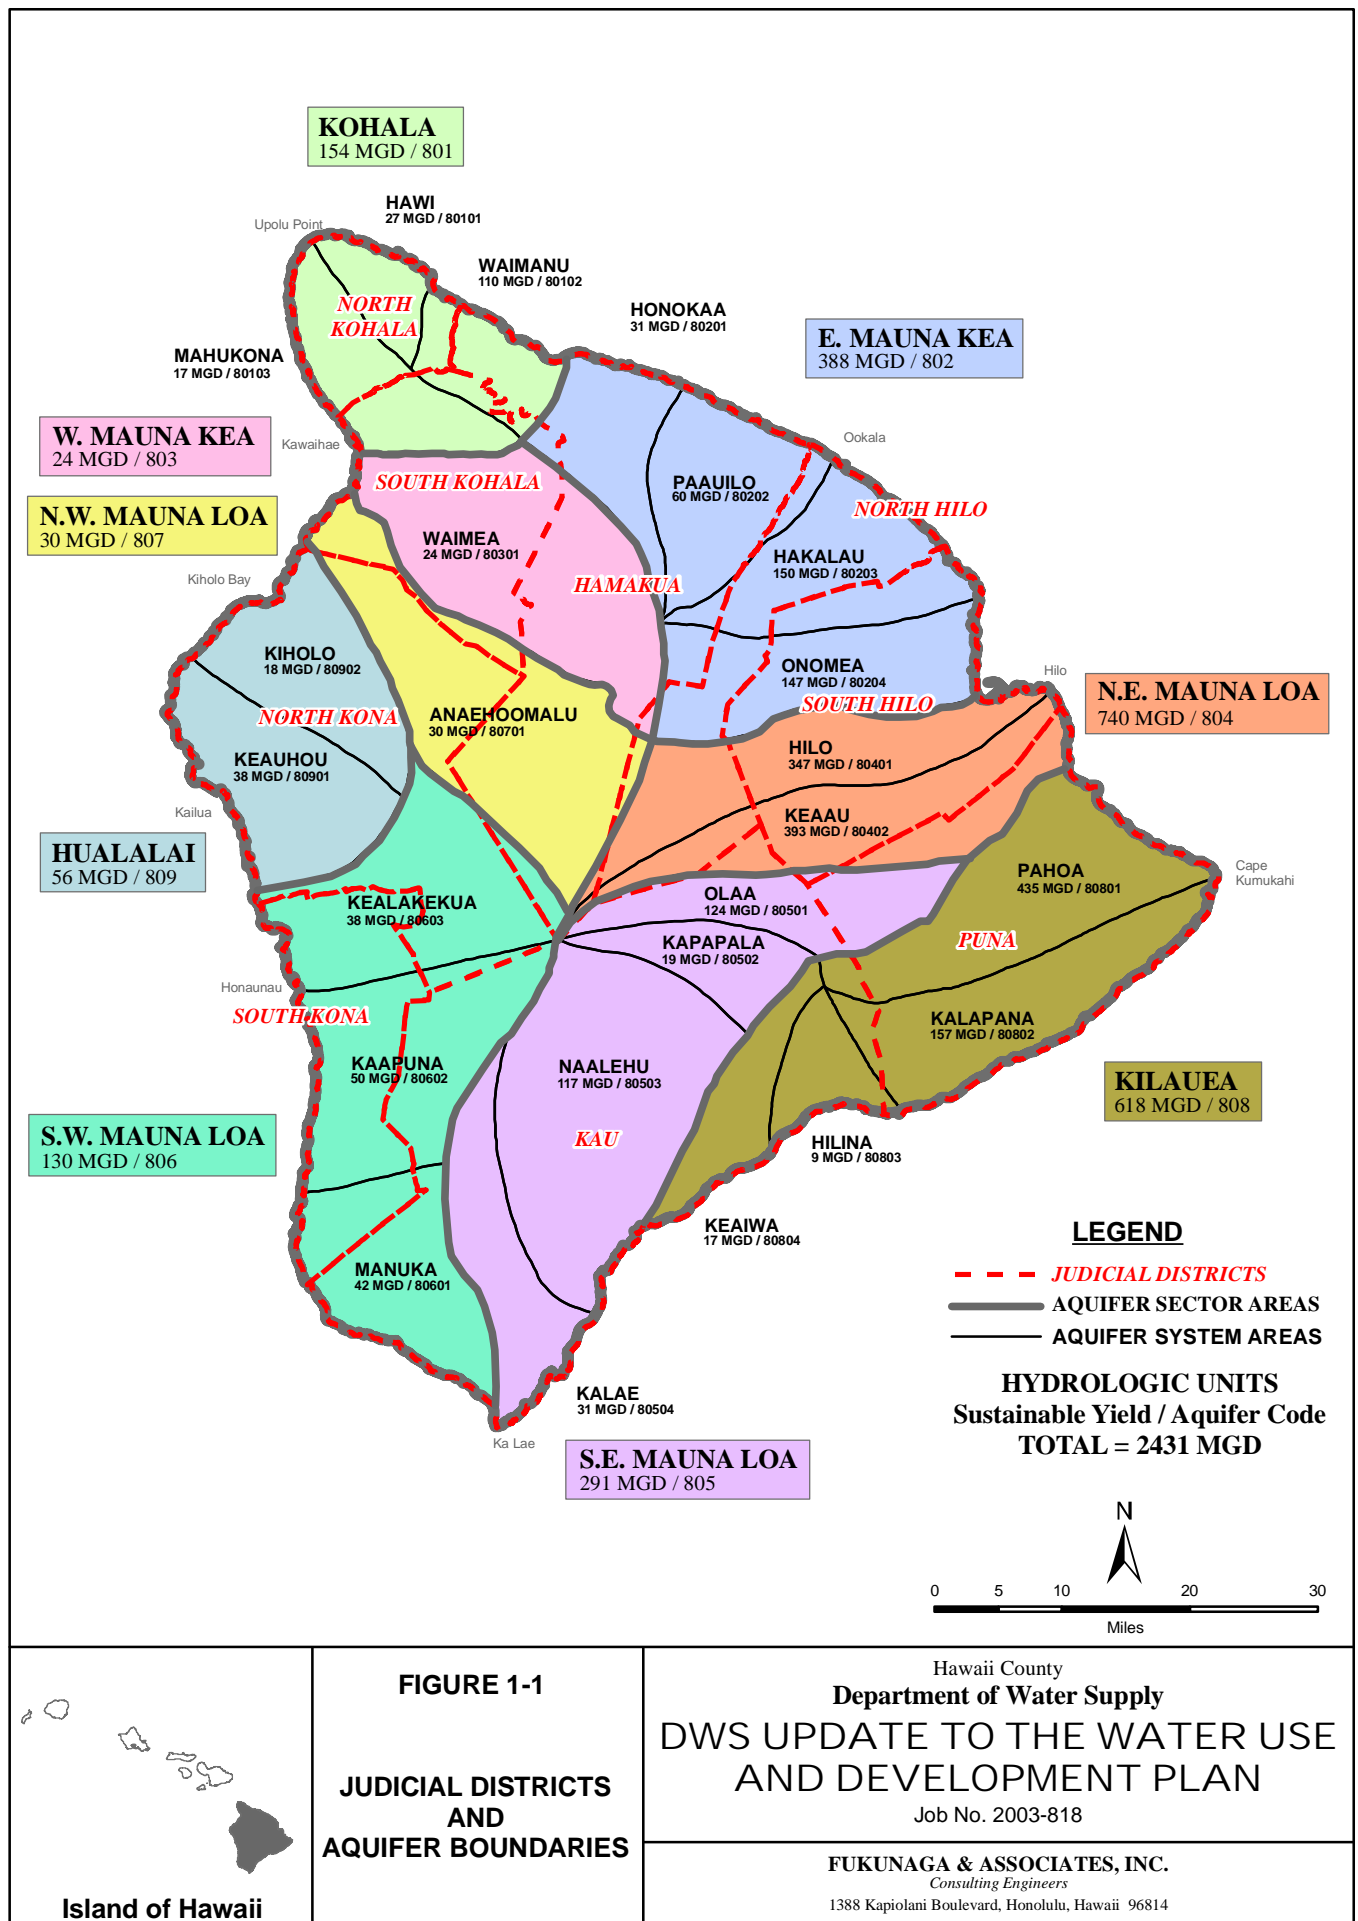 KOHALA
154 MGD / 801
HAWI
27 MGD / 80101
Upolu Point
WAIMANU
110 MGD / 80102
NORTH
KOHALA
HONOKAA
31 MGD / 80201
E. MAUNA KEA
388 MGD / 802
MAHUKONA
17 MGD / 80103
W. MAUNA KEA
24 MGD / 803
Kawaihae
Ookala
SOUTH KOHALA
PAAUILO
60 MGD / 80202
NORTH HILO
N.W. MAUNA LOA
30 MGD / 807
WAIMEA
24 MGD / 80301
HAKALAU
150 MGD / 80203
Kiholo Bay
HAMAKUA
KIHOLO
18 MGD / 80902
ONOMEA
147 MGD / 80204
Hilo
N.E. MAUNA LOA
740 MGD / 804
SOUTH HILO
NORTH KONA
ANAEHOOMALU
30 MGD / 80701
KEAUHOU
38 MGD / 80901
HILO
347 MGD / 80401
Kailua
KEAAU
393 MGD / 80402
HUALALAI
56 MGD / 809
PAHOA
435 MGD / 80801
Cape
Kumukahi
KEALAKEKUA
38 MGD / 80603
OLAA
124 MGD / 80501
KAPAPALA
19 MGD / 80502
PUNA
Honaunau
SOUTH KONA
KALAPANA
157 MGD / 80802
KAAPUNA
50 MGD / 80602
NAALEHU
117 MGD / 80503
KILAUEA
618 MGD / 808
S.W. MAUNA LOA
130 MGD / 806
KAU
HILINA
9 MGD / 80803
KEAIWA
17 MGD / 80804
MANUKA
42 MGD / 80601
KALAE
31 MGD / 80504
Ka Lae
S.E. MAUNA LOA
291 MGD / 805
LEGEND
JUDICIAL DISTRICTS
AQUIFER SECTOR AREAS
AQUIFER SYSTEM AREAS
HYDROLOGIC UNITS
Sustainable Yield / Aquifer Code
TOTAL = 2431 MGD
N
0 5 10 20 30
Miles
Island of Hawaii
FIGURE 1-1
JUDICIAL DISTRICTS
AND
AQUIFER BOUNDARIES
Hawaii County
Department of Water Supply
DWS UPDATE TO THE WATER USE
AND DEVELOPMENT PLAN
Job No. 2003-818
FUKUNAGA & ASSOCIATES, INC.
Consulting Engineers
1388 Kapiolani Boulevard, Honolulu, Hawaii 96814